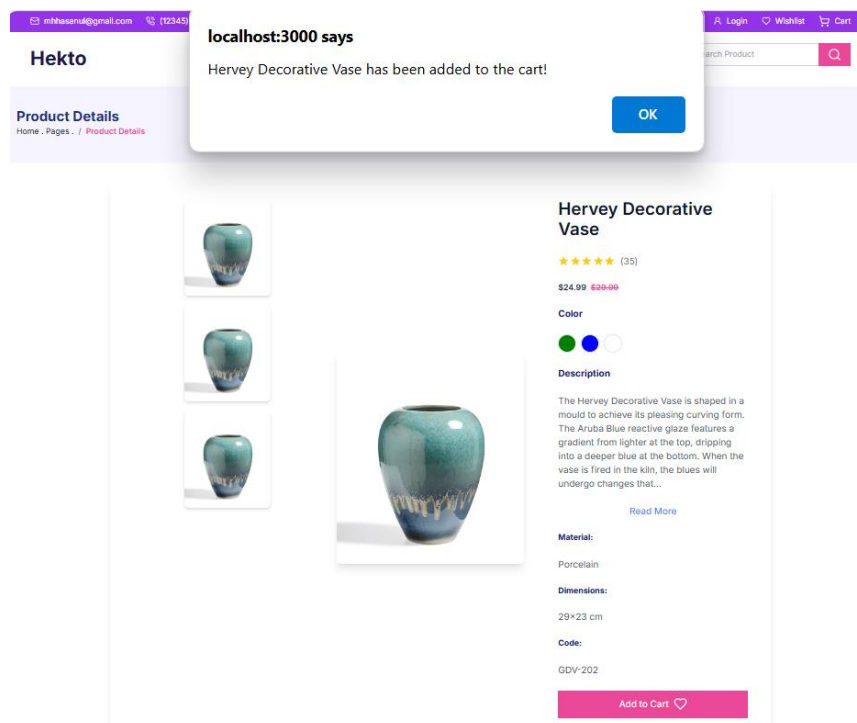 mhhasanul@gmail.com (12345)
Login Wishlist Cart
localhost:3000 says
Hervey Decorative Vase has been added to the cart!
OK
Hekto
Product
Product Details
Home . Pages . / Product Details
Hervey Decorative
Vase
(35)
$24.99 $20.00
Color
Description
The Hervey Decorative Vase is shaped in a
mould to achieve its pleasing curving form.
The Aruba Blue reactive glaze features a
gradient from lighter at the top, dripping
into a deeper blue at the bottom. When the
vase is fired in the kiln, the blues will
undergo changes that...
Read More
Material:
Porcelain
Dimensions:
29×23 cm
Code:
GDV-202
Add to Cart